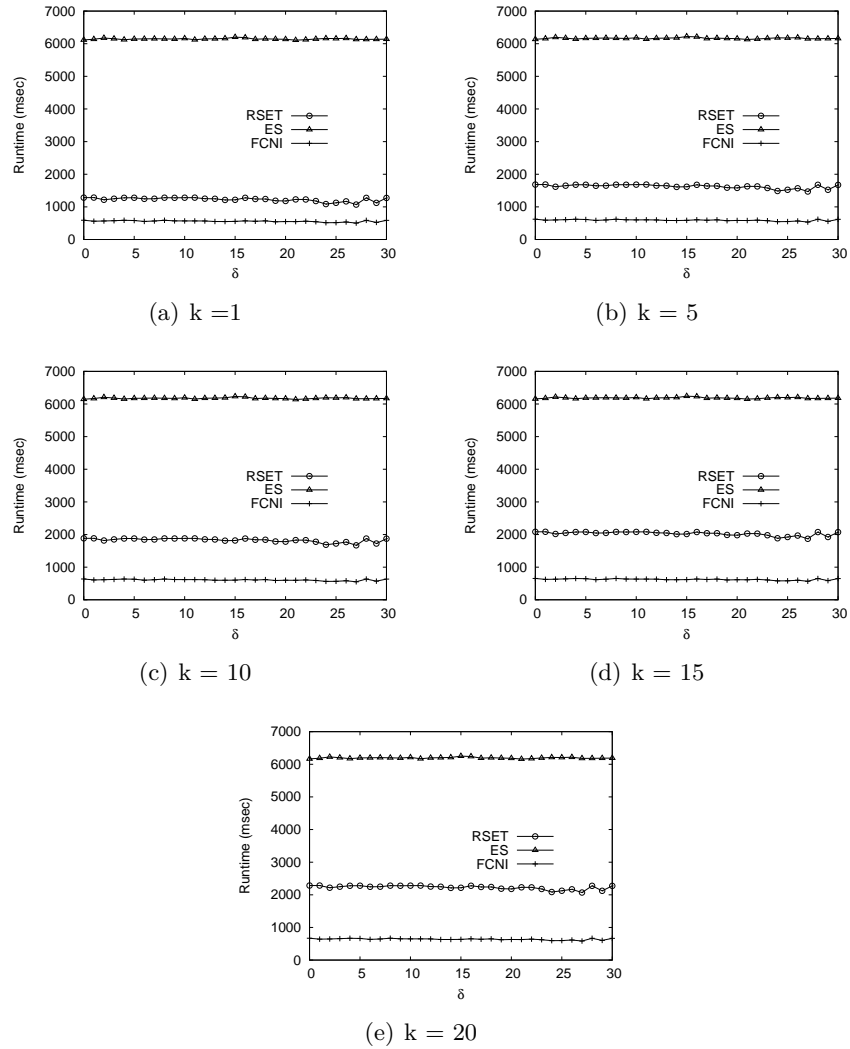 7000
6000
5000
4000
3000
2000
1000
0
Runtime (msec)
RSET
ES
FCNI
0 5 10 15 20 25 30
δ
(a) k =1
7000
6000
5000
4000
3000
2000
1000
0
Runtime (msec)
RSET
ES
FCNI
0 5 10 15 20 25 30
δ
(b) k = 5
7000
6000
5000
4000
3000
2000
1000
0
Runtime (msec)
RSET
ES
FCNI
0 5 10 15 20 25 30
δ
(c) k = 10
7000
6000
5000
4000
3000
2000
1000
0
Runtime (msec)
RSET
ES
FCNI
0 5 10 15 20 25 30
δ
(d) k = 15
7000
6000
5000
4000
3000
2000
1000
0
Runtime (msec)
RSET
ES
FCNI
0 5 10 15 20 25 30
δ
(e) k = 20